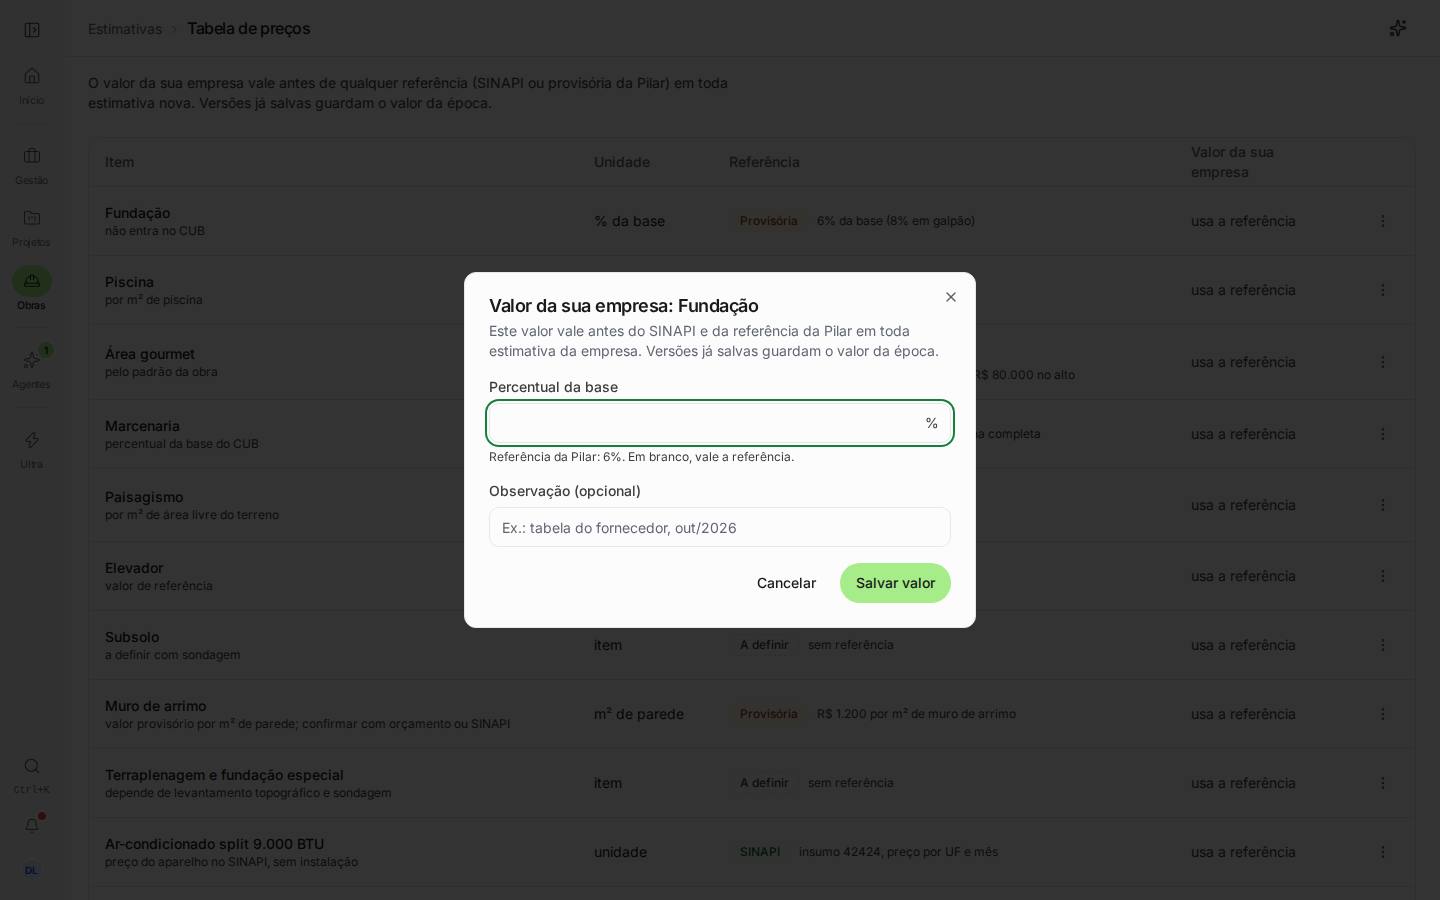 Estimativas
Tabela de preços
Início
Gestão
Projetos
Obras
1
Agentes
Ultra
Ctrl+K
DL
O valor da sua empresa vale antes de qualquer referência (SINAPI ou provisória da Pilar) em toda
estimativa nova. Versões já salvas guardam o valor da época.
Item
Unidade
Referência
Valor da sua
empresa
Fundação
não entra no CUB
% da base
Provisória
6% da base (8% em galpão)
usa a referência
Piscina
por m² de piscina
usa a referência
Área gourmet
pelo padrão da obra
R$ 80.000 no alto
usa a referência
Marcenaria
percentual da base do CUB
completa
usa a referência
Paisagismo
por m² de área livre do terreno
usa a referência
Elevador
valor de referência
usa a referência
Subsolo
a definir com sondagem
item
A definir
sem referência
usa a referência
Muro de arrimo
valor provisório por m² de parede; confirmar com orçamento ou SINAPI
m² de parede
Provisória
R$ 1.200 por m² de muro de arrimo
usa a referência
Terraplenagem e fundação especial
depende de levantamento topográfico e sondagem
item
A definir
sem referência
usa a referência
Ar-condicionado split 9.000 BTU
preço do aparelho no SINAPI, sem instalação
unidade
SINAPI
insumo 42424, preço por UF e mês
usa a referência
Valor da sua empresa: Fundação
Este valor vale antes do SINAPI e da referência da Pilar em toda
estimativa da empresa. Versões já salvas guardam o valor da época.
Percentual da base
%
Referência da Pilar: 6%. Em branco, vale a referência.
Observação (opcional)
Ex.: tabela do fornecedor, out/2026
Cancelar
Salvar valor